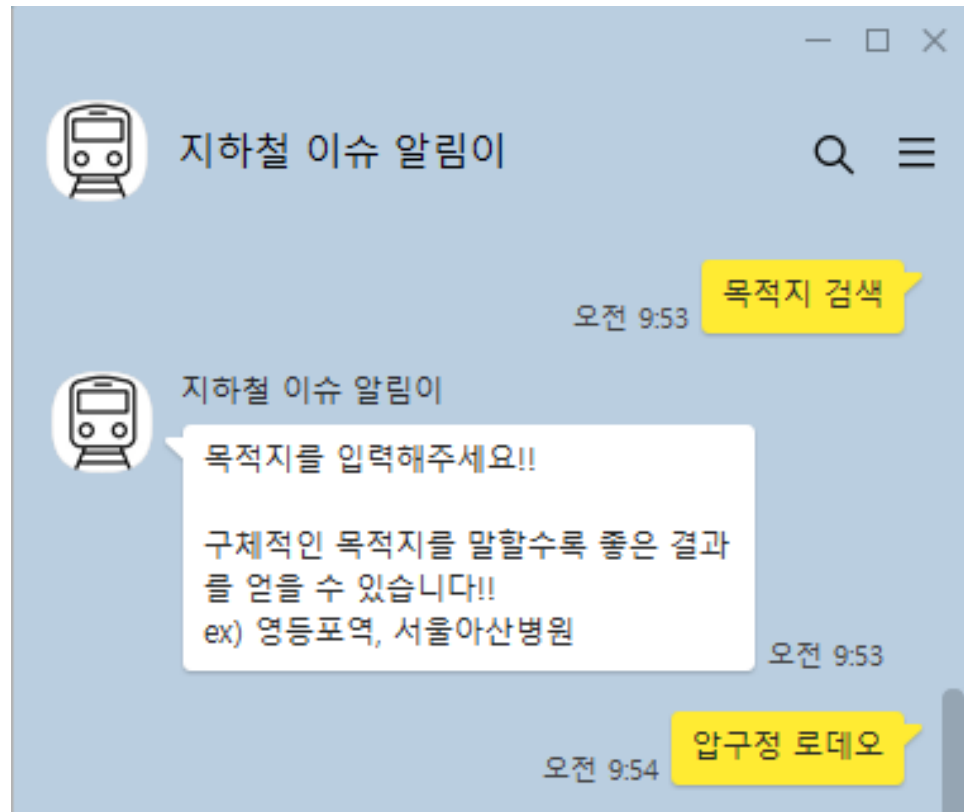 지하철 이슈 알림이
목적지 검색
오전 9:53
지하철 이슈 알림이
목적지를 입력해주세요!!
구체적인 목적지를 말할수록 좋은 결과
를 얻을 수 있습니다!!
ex) 영등포역, 서울아산병원
오전 9:53
압구정 로데오
오전 9:54